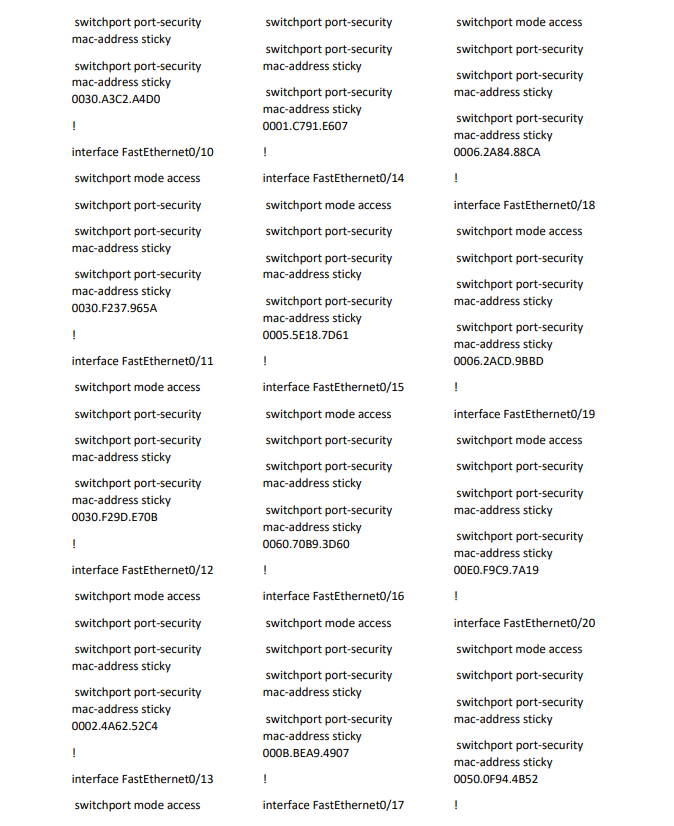 switchport port-security
mac-address sticky
switchport port-security
mac-address sticky
0030.A3C2.A4D0
!
interface FastEthernet0/10
switchport mode access
switchport port-security
switchport port-security
mac-address sticky
switchport port-security
mac-address sticky
0030.F237.965A
!
interface FastEthernet0/11
switchport mode access
switchport port-security
switchport port-security
mac-address sticky
switchport port-security
mac-address sticky
0030.F29D.E70B
!
interface FastEthernet0/12
switchport mode access
switchport port-security
switchport port-security
mac-address sticky
switchport port-security
mac-address sticky
0002.4A62.52C4
!
interface FastEthernet0/13
switchport mode access
switchport port-security
switchport port-security
mac-address sticky
switchport port-security
mac-address sticky
0001.C791.E607
!
interface FastEthernet0/14
switchport mode access
switchport port-security
switchport port-security
mac-address sticky
switchport port-security
mac-address sticky
0005.5E18.7D61
!
interface FastEthernet0/15
switchport mode access
switchport port-security
switchport port-security
mac-address sticky
switchport port-security
mac-address sticky
0060.70B9.3D60
!
interface FastEthernet0/16
switchport mode access
switchport port-security
switchport port-security
mac-address sticky
switchport port-security
mac-address sticky
000B.BEA9.4907
!
interface FastEthernet0/17
switchport mode access
switchport port-security
switchport port-security
mac-address sticky
switchport port-security
mac-address sticky
0006.2A84.88CA
!
interface FastEthernet0/18
switchport mode access
switchport port-security
switchport port-security
mac-address sticky
switchport port-security
mac-address sticky
0006.2ACD.9BBD
!
interface FastEthernet0/19
switchport mode access
switchport port-security
switchport port-security
mac-address sticky
switchport port-security
mac-address sticky
00E0.F9C9.7A19
!
interface FastEthernet0/20
switchport mode access
switchport port-security
switchport port-security
mac-address sticky
switchport port-security
mac-address sticky
0050.0F94.4B52
!